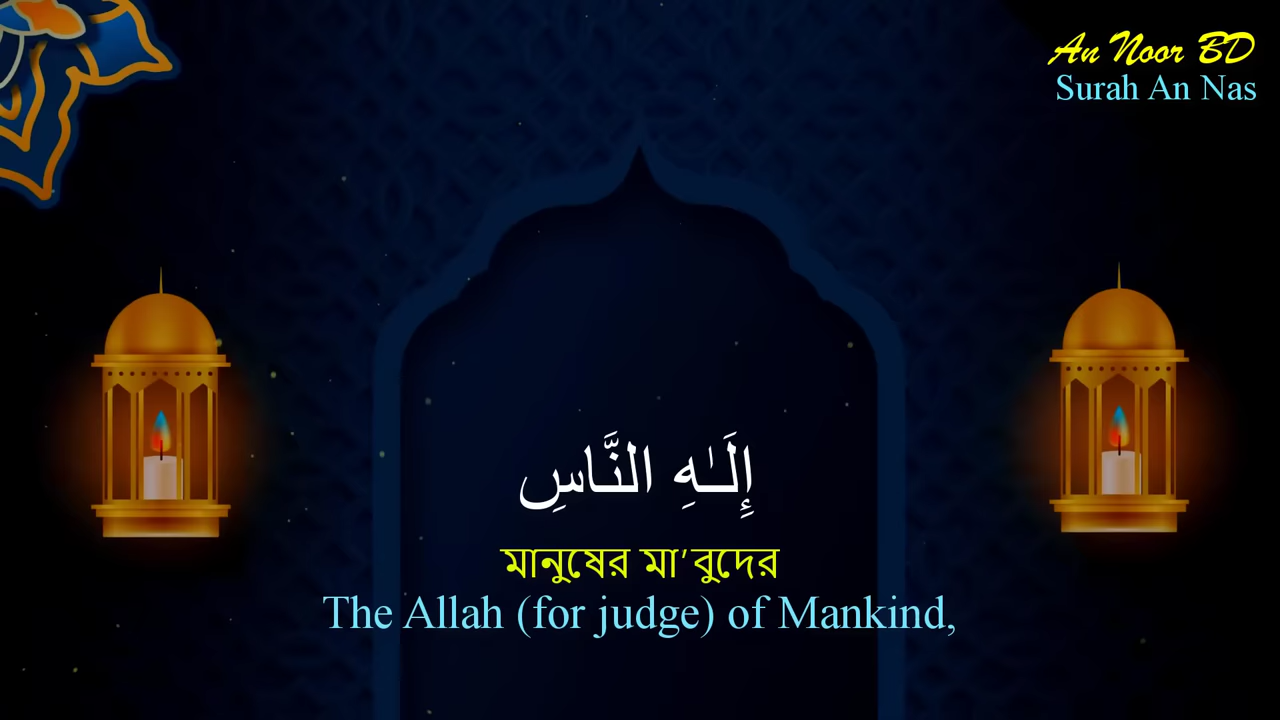 An Noor BD
Surah An Nas
إِلَـٰهِ النَّاسِ
মানুষের মা’বুদের
The Allah (for judge) of Mankind,